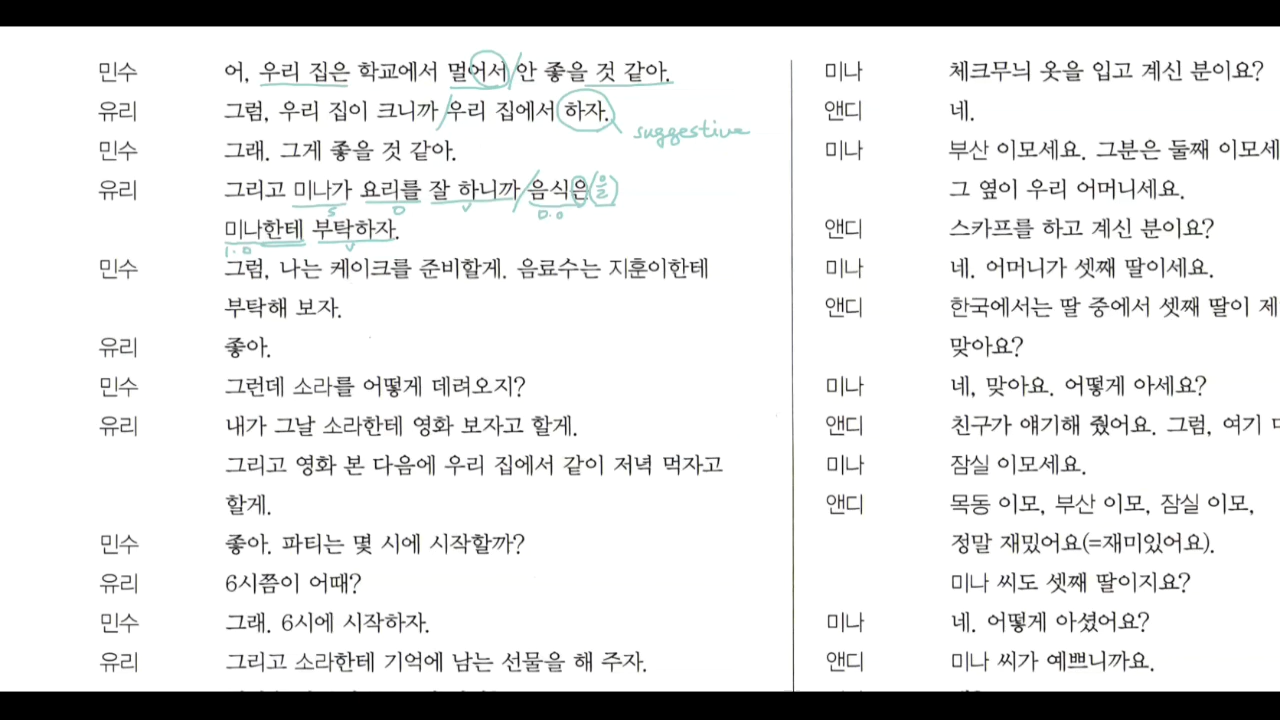 민수 어, 우리 집은 학교에서 멀어서 안 좋을 것 같아.
유리 그럼, 우리 집이 크니까 우리 집에서 하자.
suggestive
민수 그래. 그게 좋을 것 같아.
유리 그리고 미나가 요리를 잘 하니까 음식은 (을)
S O V D.O
미나한테 부탁하자.
I.O V
민수 그럼, 나는 케이크를 준비할게. 음료수는 지훈이한테
부탁해 보자.
유리 좋아.
민수 그런데 소라를 어떻게 데려오지?
유리 내가 그날 소라한테 영화 보자고 할게.
그리고 영화 본 다음에 우리 집에서 같이 저녁 먹자고
할게.
민수 좋아. 파티는 몇 시에 시작할까?
유리 6시쯤이 어때?
민수 그래. 6시에 시작하자.
유리 그리고 소라한테 기억에 남는 선물을 해 주자.
미나 체크무늬 옷을 입고 계신 분이요?
앤디 네.
미나 부산 이모세요. 그분은 둘째 이모세
그 옆이 우리 어머니세요.
앤디 스카프를 하고 계신 분이요?
미나 네. 어머니가 셋째 딸이세요.
앤디 한국에서는 딸 중에서 셋째 딸이 제
맞아요?
미나 네, 맞아요. 어떻게 아세요?
앤디 친구가 얘기해 줬어요. 그럼, 여기
미나 잠실 이모세요.
앤디 목동 이모, 부산 이모, 잠실 이모,
정말 재밌어요(=재미있어요).
미나 씨도 셋째 딸이지요?
미나 네. 어떻게 아셨어요?
앤디 미나 씨가 예쁘니까요.